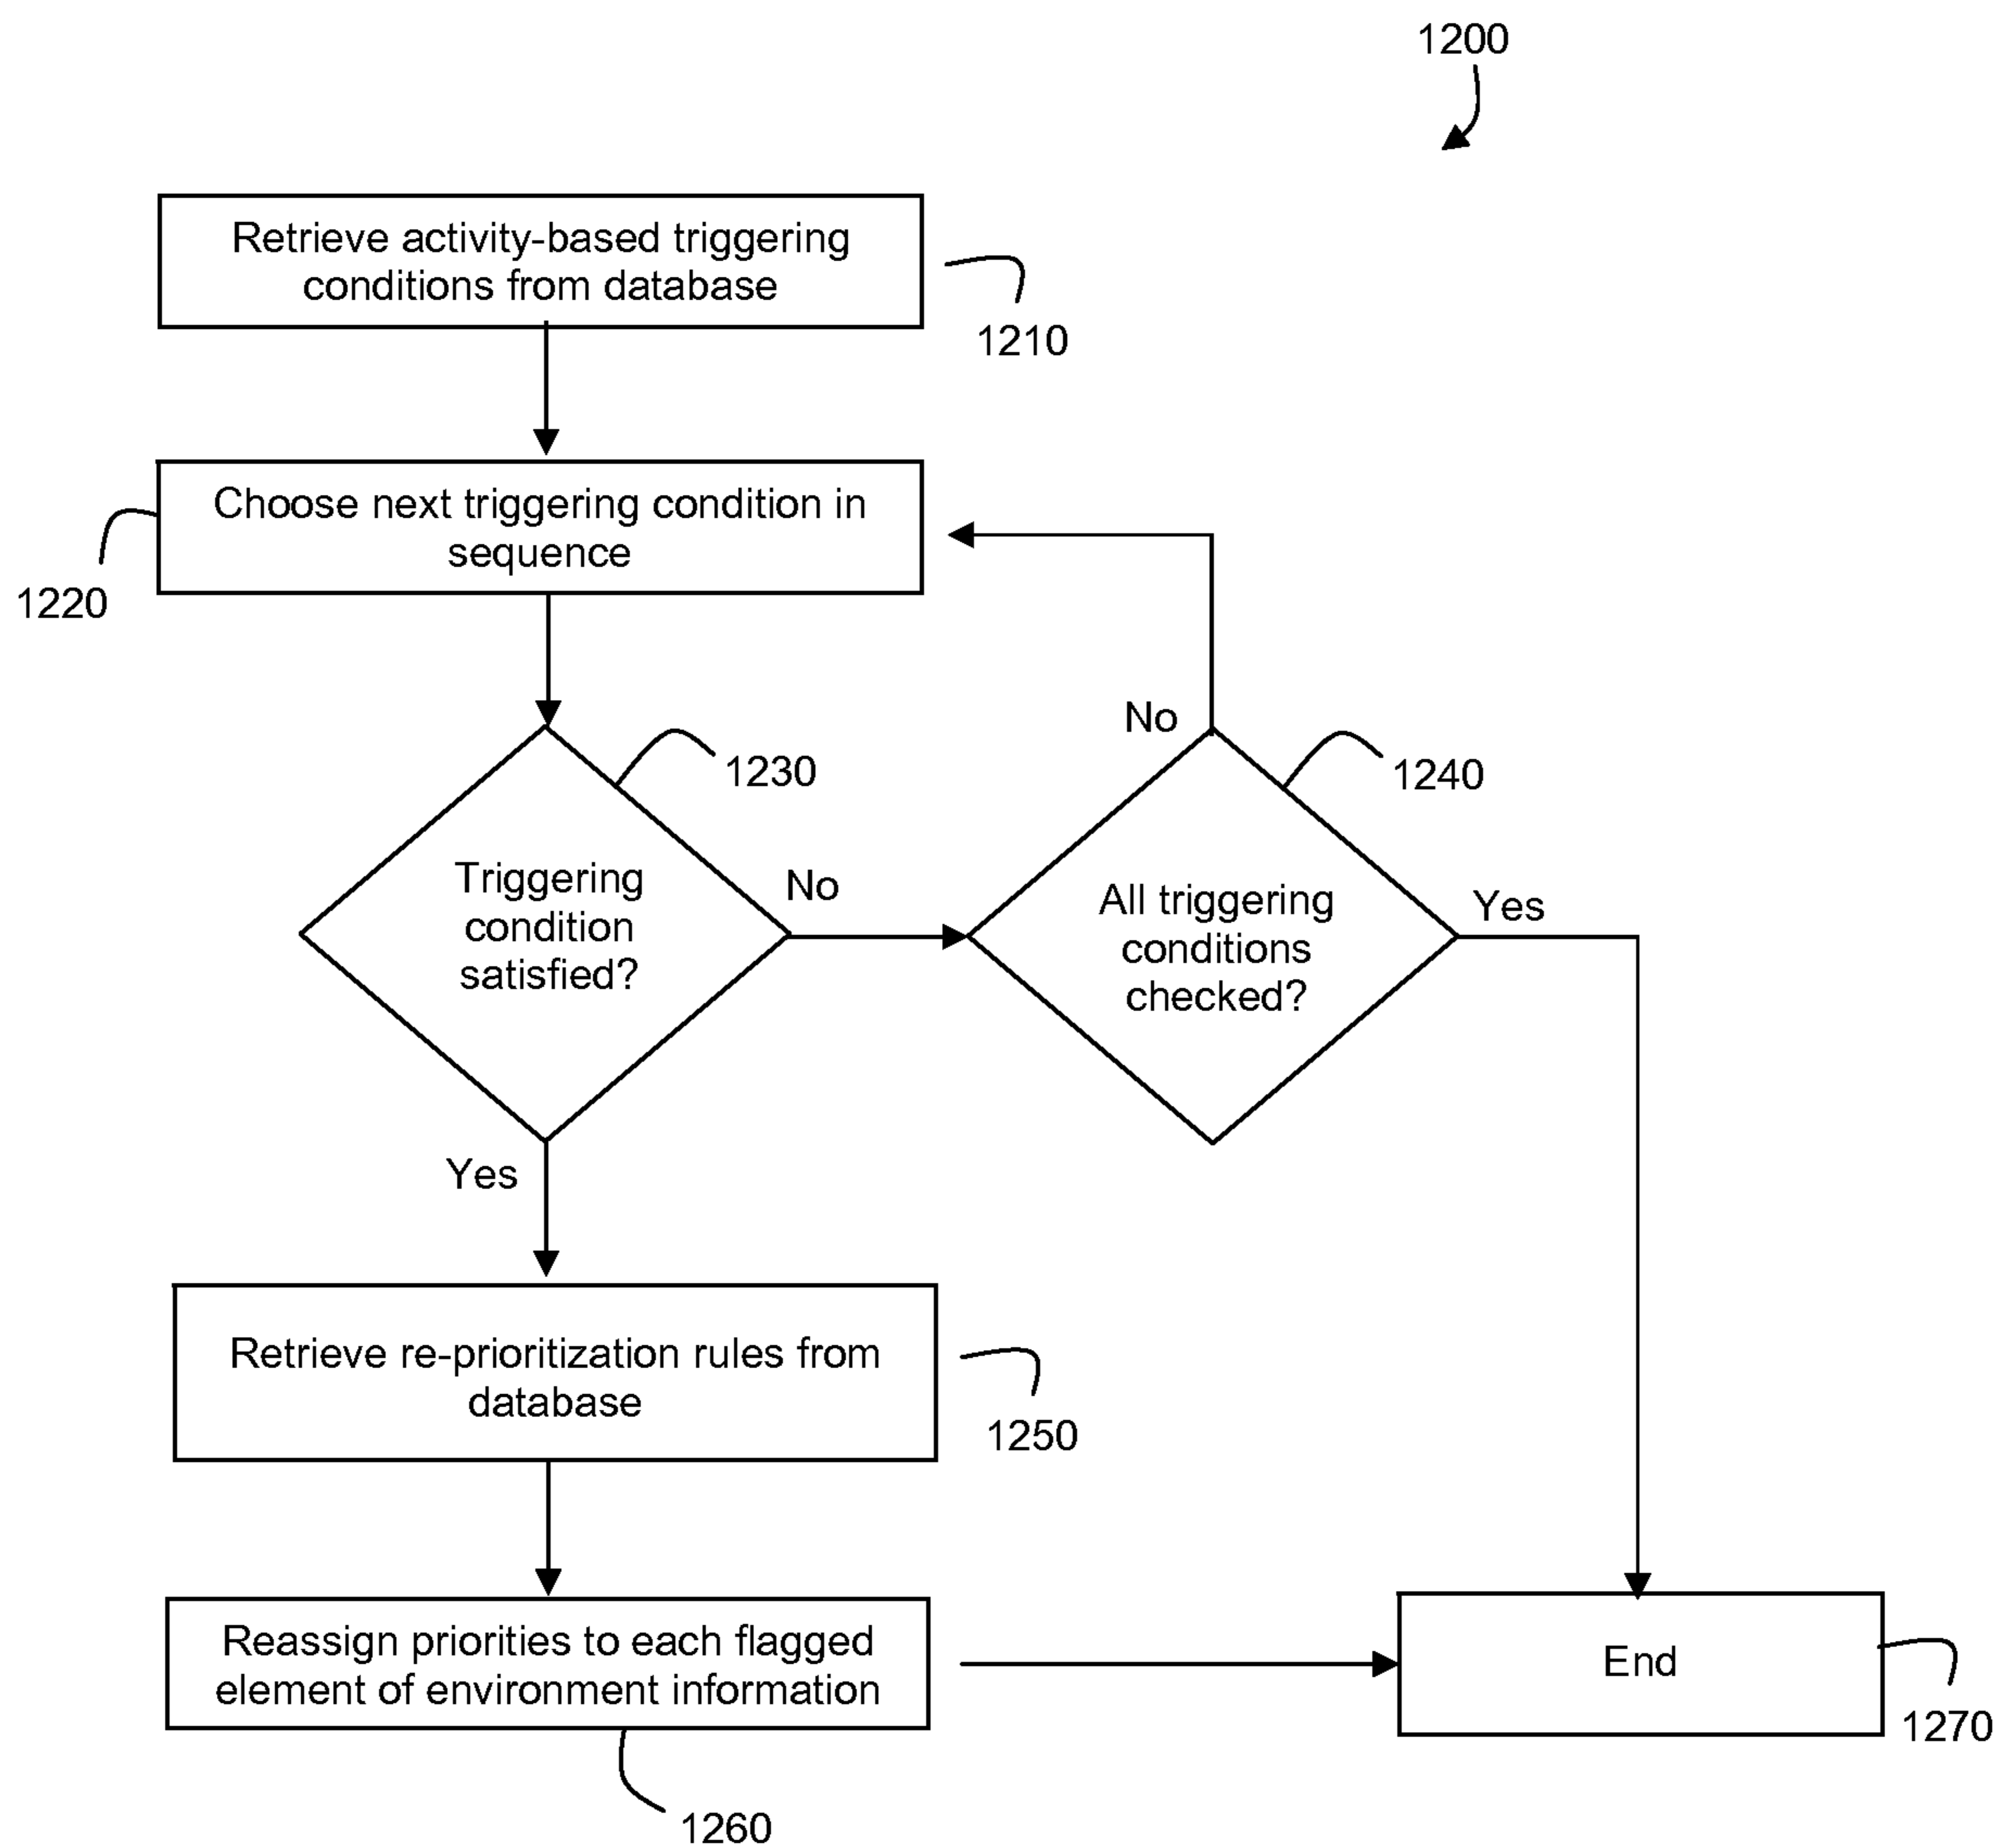 1200
Retrieve activity-based triggering
conditions from database
1210
Choose next triggering condition in
sequence
1220
No
1230
1240
Triggering
condition
satisfied?
No
All triggering
conditions
checked?
Yes
Yes
Retrieve re-prioritization rules from
database
1250
Reassign priorities to each flagged
element of environment information
End
1270
1260